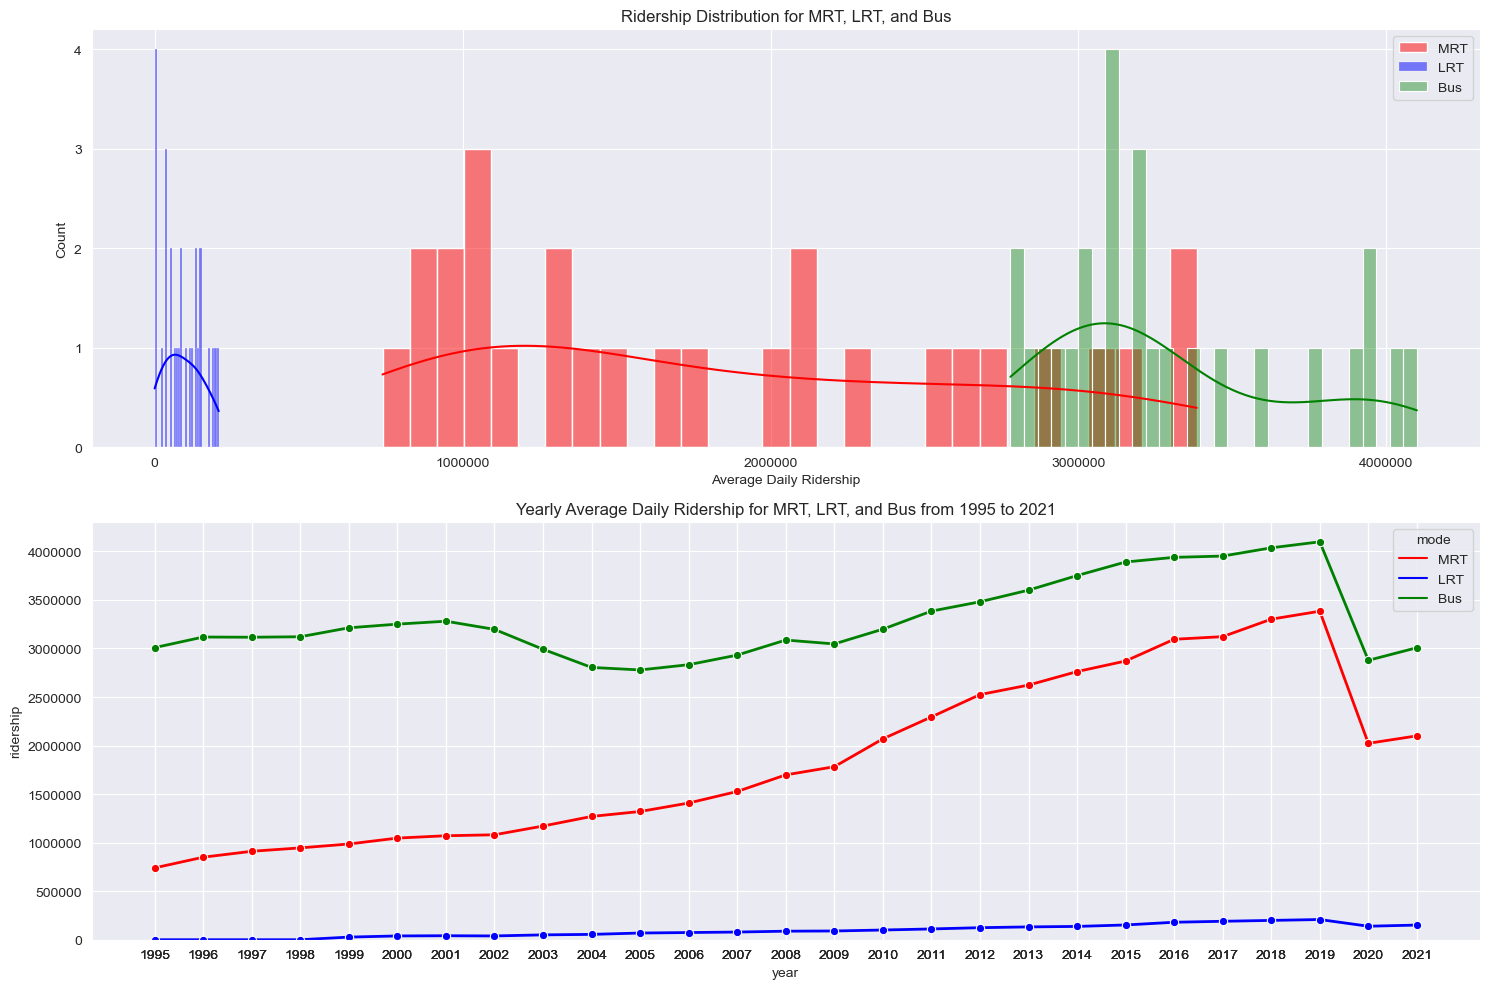 Ridership Distribution for MRT, LRT, and Bus
4
3
2
1
0
Count
MRT
LRT
Bus
0 1000000 2000000 3000000 4000000
Average Daily Ridership
Yearly Average Daily Ridership for MRT, LRT, and Bus from 1995 to 2021
4000000
3500000
3000000
2500000
2000000
1500000
1000000
500000
0
ridership
mode
MRT
LRT
Bus
1995 1996 1997 1998 1999 2000 2001 2002 2003 2004 2005 2006 2007 2008 2009 2010 2011 2012 2013 2014 2015 2016 2017 2018 2019 2020 2021
year